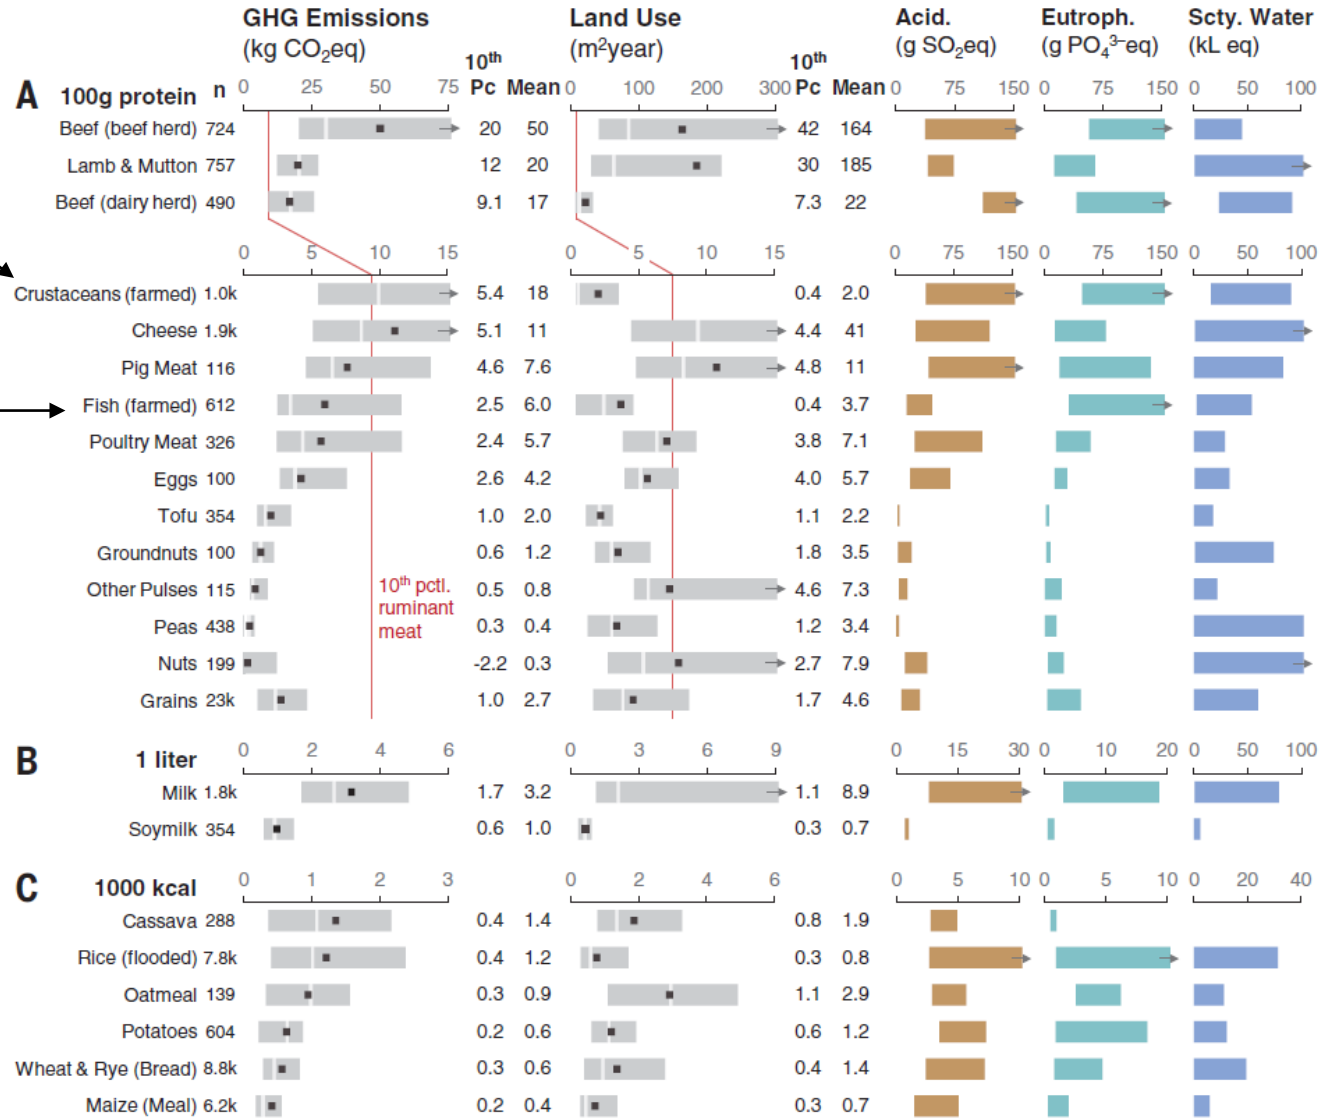 GHG Emissions Land Use Acid. Eutroph. Scty. Water
(kg CO₂eq) (m²year) (g SO₂eq) (g PO₄³⁻eq) (kL eq)
10th 10th
A 100g protein n 0 25 50 75 Pc Mean 0 100 200 300 Pc Mean 0 75 150 0 75 150 0 50 100
Beef (beef herd) 724 20 50 42 164
Lamb & Mutton 757 12 20 30 185
Beef (dairy herd) 490 9.1 17 7.3 22
0 5 10 15 0 5 10 15 0 75 150 0 75 150 0 50 100
Crustaceans (farmed) 1.0k 5.4 18 0.4 2.0
Cheese 1.9k 5.1 11 4.4 41
Pig Meat 116 4.6 7.6 4.8 11
Fish (farmed) 612 2.5 6.0 0.4 3.7
Poultry Meat 326 2.4 5.7 3.8 7.1
Eggs 100 2.6 4.2 4.0 5.7
Tofu 354 1.0 2.0 1.1 2.2
Groundnuts 100 0.6 1.2 1.8 3.5
Other Pulses 115 10th pctl. 0.5 0.8 4.6 7.3
ruminant
Peas 438 meat 0.3 0.4 1.2 3.4
Nuts 199 -2.2 0.3 2.7 7.9
Grains 23k 1.0 2.7 1.7 4.6
B 1 liter 0 2 4 6 0 3 6 9 0 15 30 0 10 20 0 50 100
Milk 1.8k 1.7 3.2 1.1 8.9
Soymilk 354 0.6 1.0 0.3 0.7
C 1000 kcal 0 1 2 3 0 2 4 6 0 5 10 0 5 10 0 20 40
Cassava 288 0.4 1.4 0.8 1.9
Rice (flooded) 7.8k 0.4 1.2 0.3 0.8
Oatmeal 139 0.3 0.9 1.1 2.9
Potatoes 604 0.2 0.6 0.6 1.2
Wheat & Rye (Bread) 8.8k 0.3 0.6 0.4 1.4
Maize (Meal) 6.2k 0.2 0.4 0.3 0.7